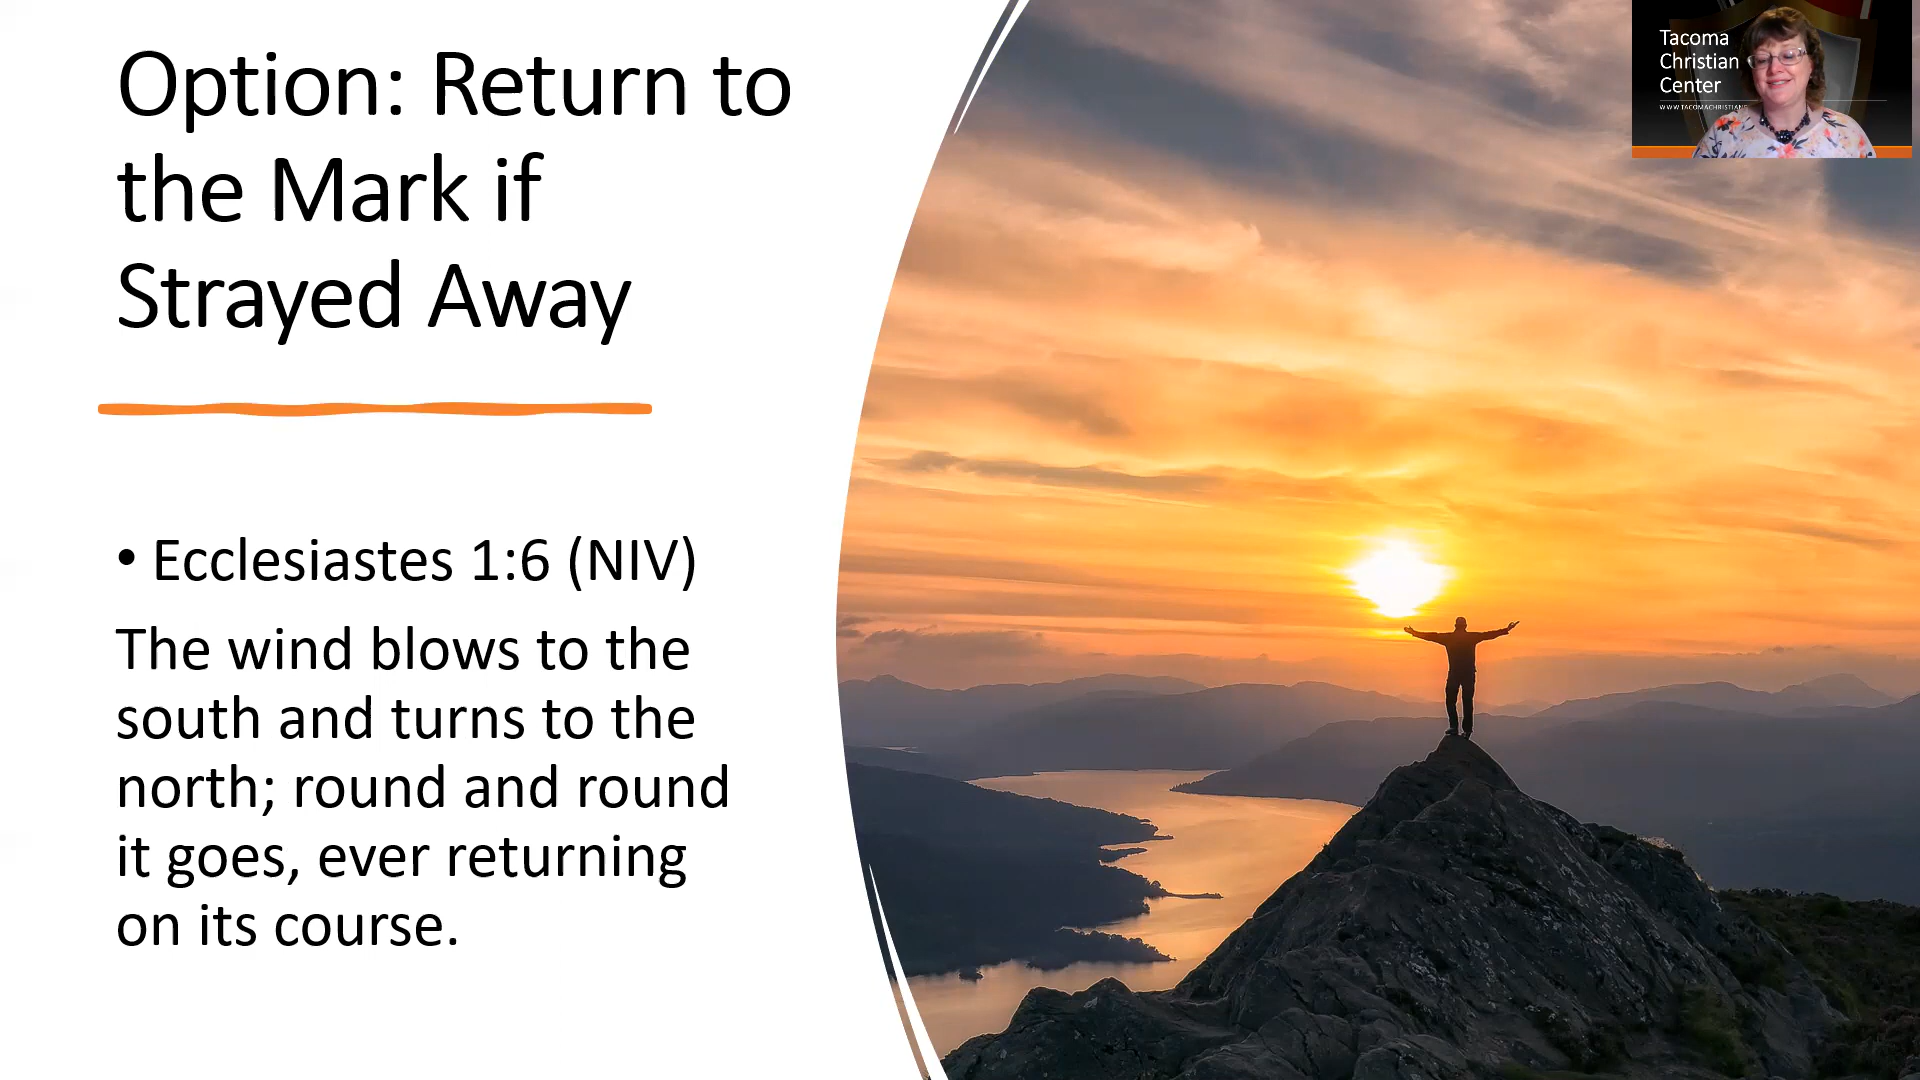 Option: Return to
the Mark if
Strayed Away
• Ecclesiastes 1:6 (NIV)
The wind blows to the
south and turns to the
north; round and round
it goes, ever returning
on its course.
Tacoma
Christian
Center